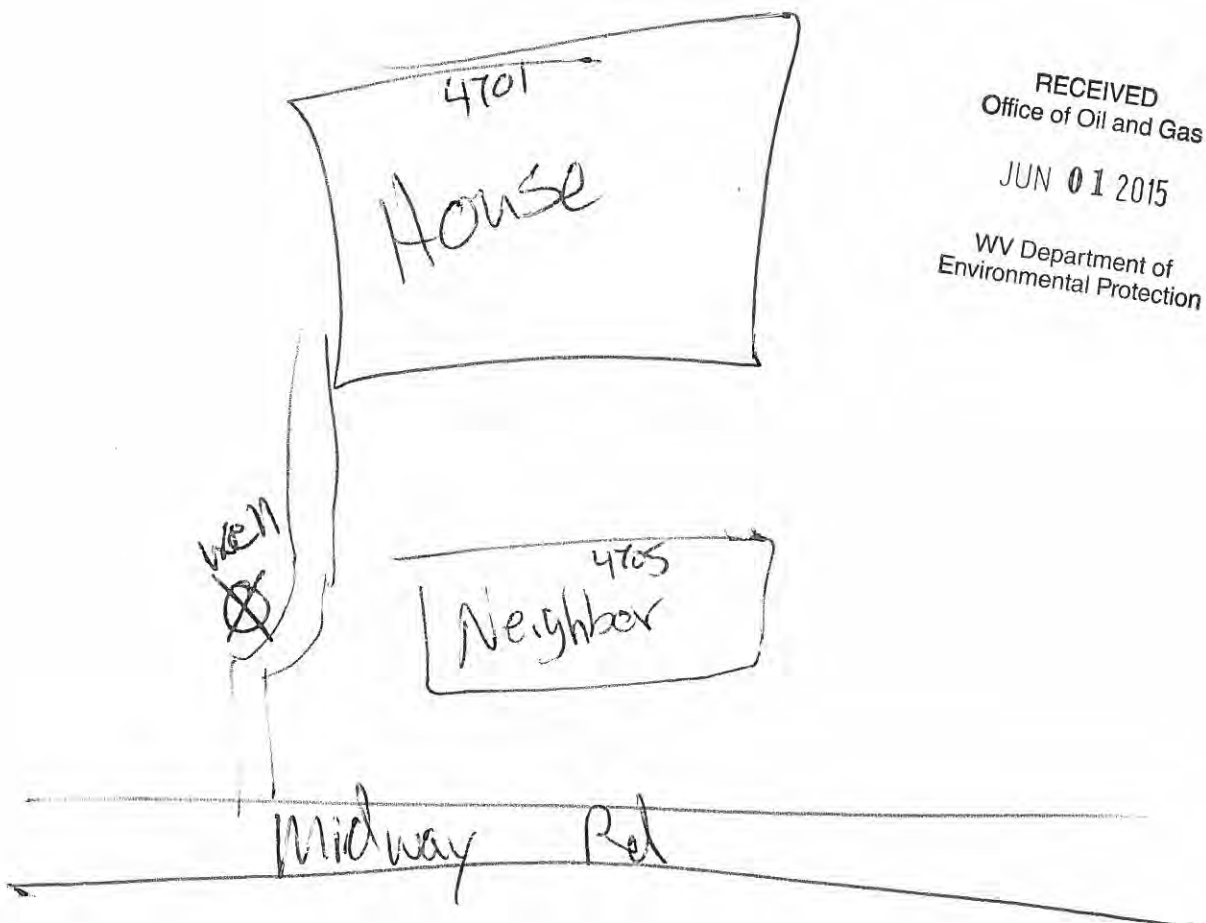 4701
House
RECEIVED
Office of Oil and Gas
JUN 01 2015
WV Department of
Environmental Protection
well
4705
Neighbor
Midway Rd